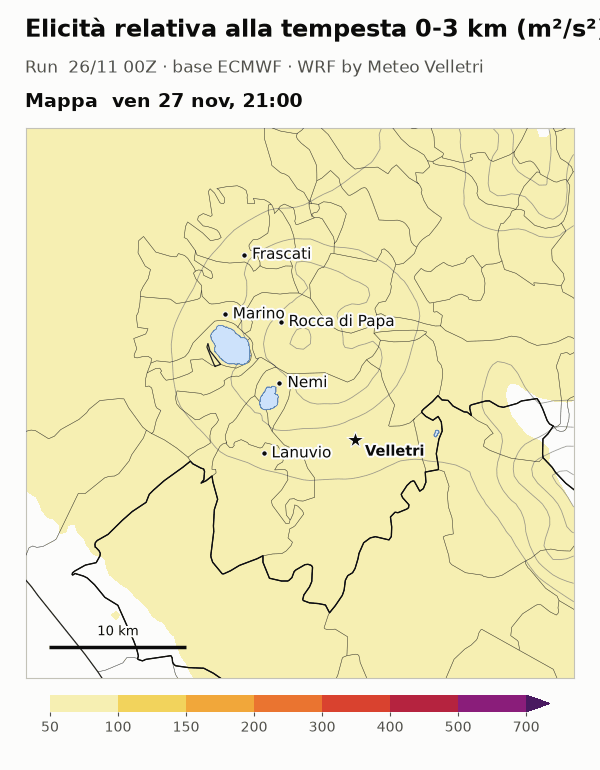 Elicità relativa alla tempesta 0-3 km (m²/s²)
Run 26/11 00Z · base ECMWF · WRF by Meteo Velletri
Mappa ven 27 nov, 21:00
Frascati
Marino
Rocca di Papa
Nemi
Velletri
Lanuvio
10 km
50 100 150 200 300 400 500 700